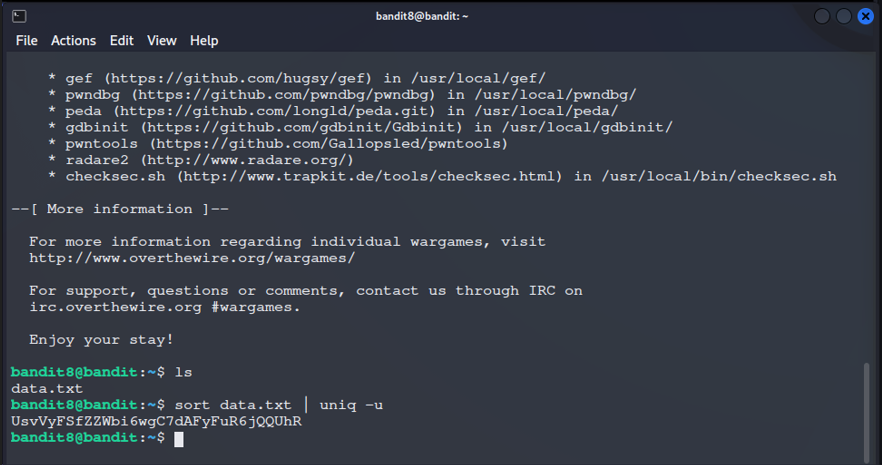 bandit8@bandit: ~
File Actions Edit View Help
* gef (https://github.com/hugsy/gef) in /usr/local/gef/
* pwndbg (https://github.com/pwndbg/pwndbg) in /usr/local/pwndbg/
* peda (https://github.com/longld/peda.git) in /usr/local/peda/
* gdbinit (https://github.com/gdbinit/Gdbinit) in /usr/local/gdbinit/
* pwntools (https://github.com/Gallopsled/pwntools)
* radare2 (http://www.radare.org/)
* checksec.sh (http://www.trapkit.de/tools/checksec.html) in /usr/local/bin/checksec.sh
--[ More information ]--
For more information regarding individual wargames, visit
http://www.overthewire.org/wargames/
For support, questions or comments, contact us through IRC on
irc.overthewire.org #wargames.
Enjoy your stay!
bandit8@bandit:~$ ls
data.txt
bandit8@bandit:~$ sort data.txt | uniq -u
UsvVyFSfZZWbi6wgC7dAFyFuR6jQQUhR
bandit8@bandit:~$